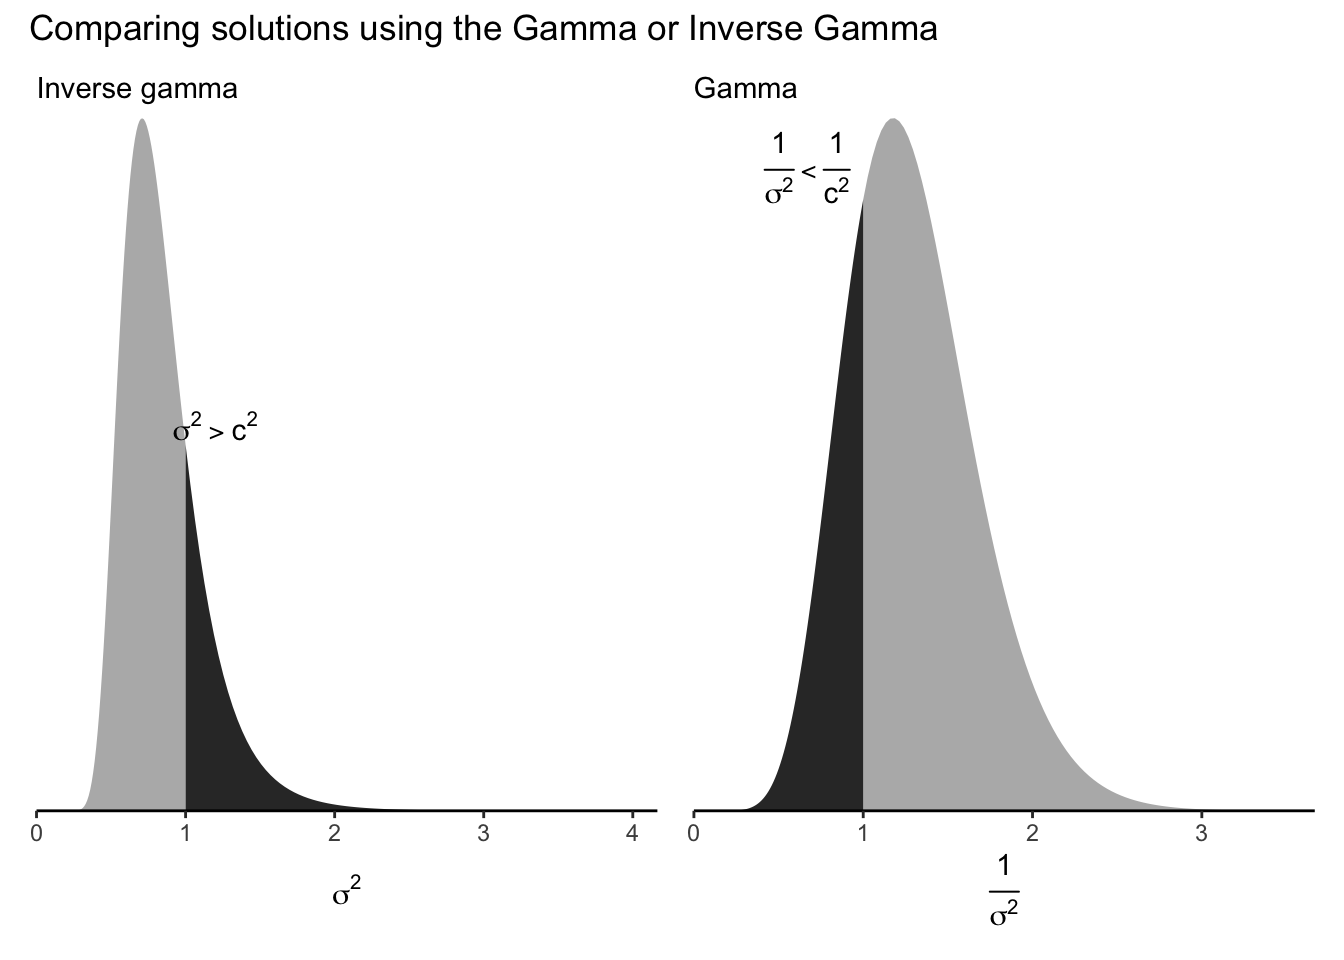 Comparing solutions using the Gamma or Inverse Gamma
Inverse gamma
σ² > c²
0 1 2 3 4
σ²
Gamma
1/σ² < 1/c²
0 1 2 3
1/σ²